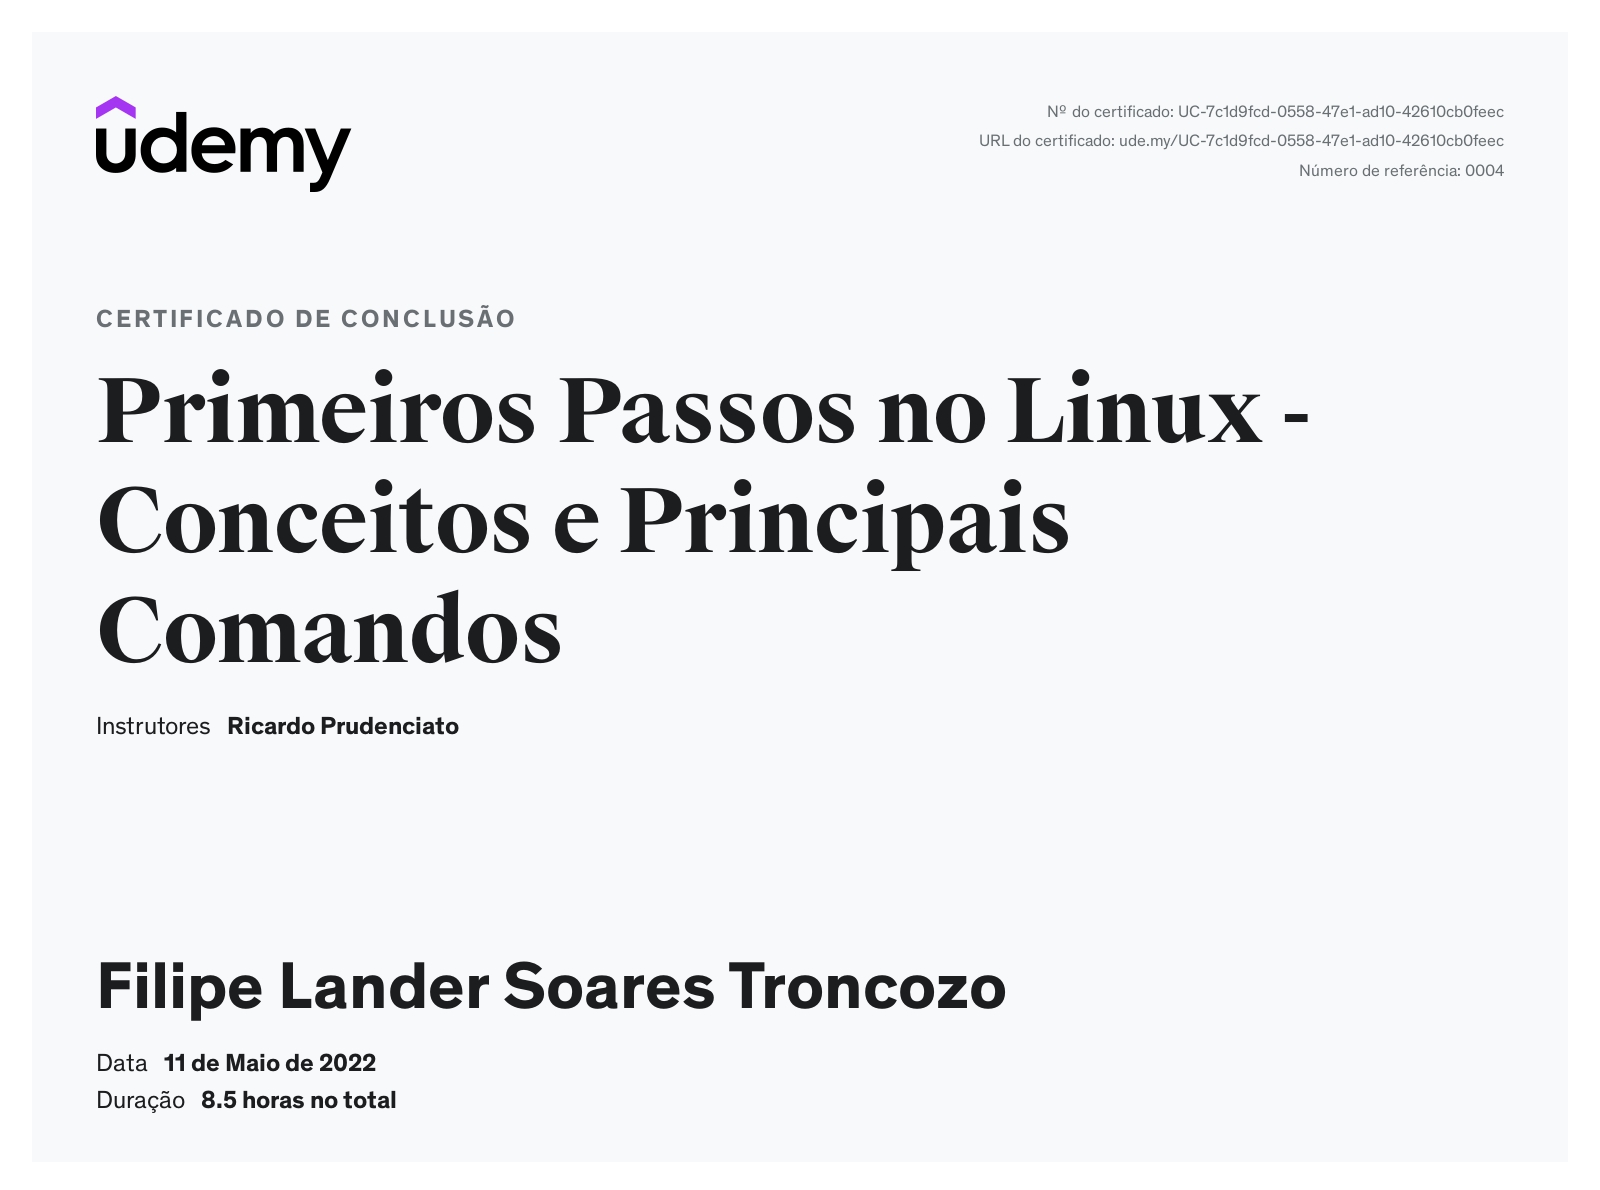 udemy
Nº do certificado: UC-7c1d9fcd-0558-47e1-ad10-42610cb0feec
URL do certificado: ude.my/UC-7c1d9fcd-0558-47e1-ad10-42610cb0feec
Número de referência: 0004
CERTIFICADO DE CONCLUSÃO
Primeiros Passos no Linux -
Conceitos e Principais
Comandos
Instrutores Ricardo Prudenciato
Filipe Lander Soares Troncozo
Data 11 de Maio de 2022
Duração 8.5 horas no total